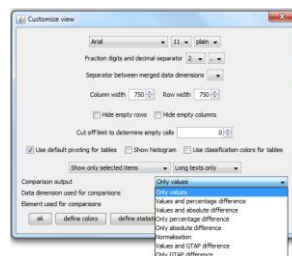 Customize view
Arial 11 plain
Fraction digits and decimal separator 2 .
Separator between merged data dimensions
Column width 750 Row width 750
Hide empty rows Hide empty columns
Cut off limit to determine empty cells 0
Use default pivoting for tables Show histogram Use classification colors for tables
Show only selected items Long texts only
Comparison output Only values
Data dimension used for comparisons Only values
Element used for comparisons Values and percentage difference
Values and absolute difference
Only percentage difference
ok define colors define statisti Only absolute difference
Normalisation
Values and GTAP difference
Only GTAP difference